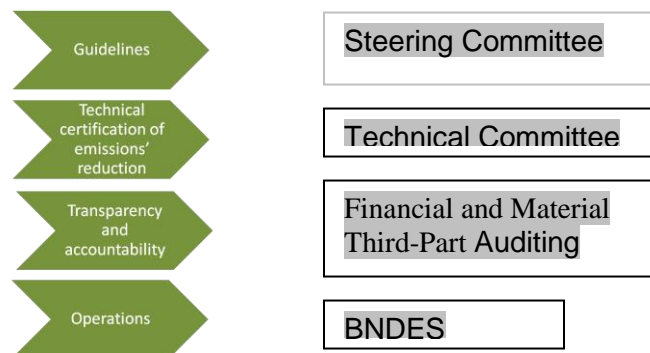 Guidelines
Steering Committee
Technical
certification of
emissions'
reduction
Technical Committee
Transparency
and
accountability
Financial and Material
Third-Part Auditing
Operations
BNDES